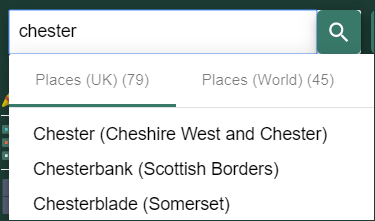 chester
Places (UK) (79) Places (World) (45)
Chester (Cheshire West and Chester)
Chesterbank (Scottish Borders)
Chesterblade (Somerset)